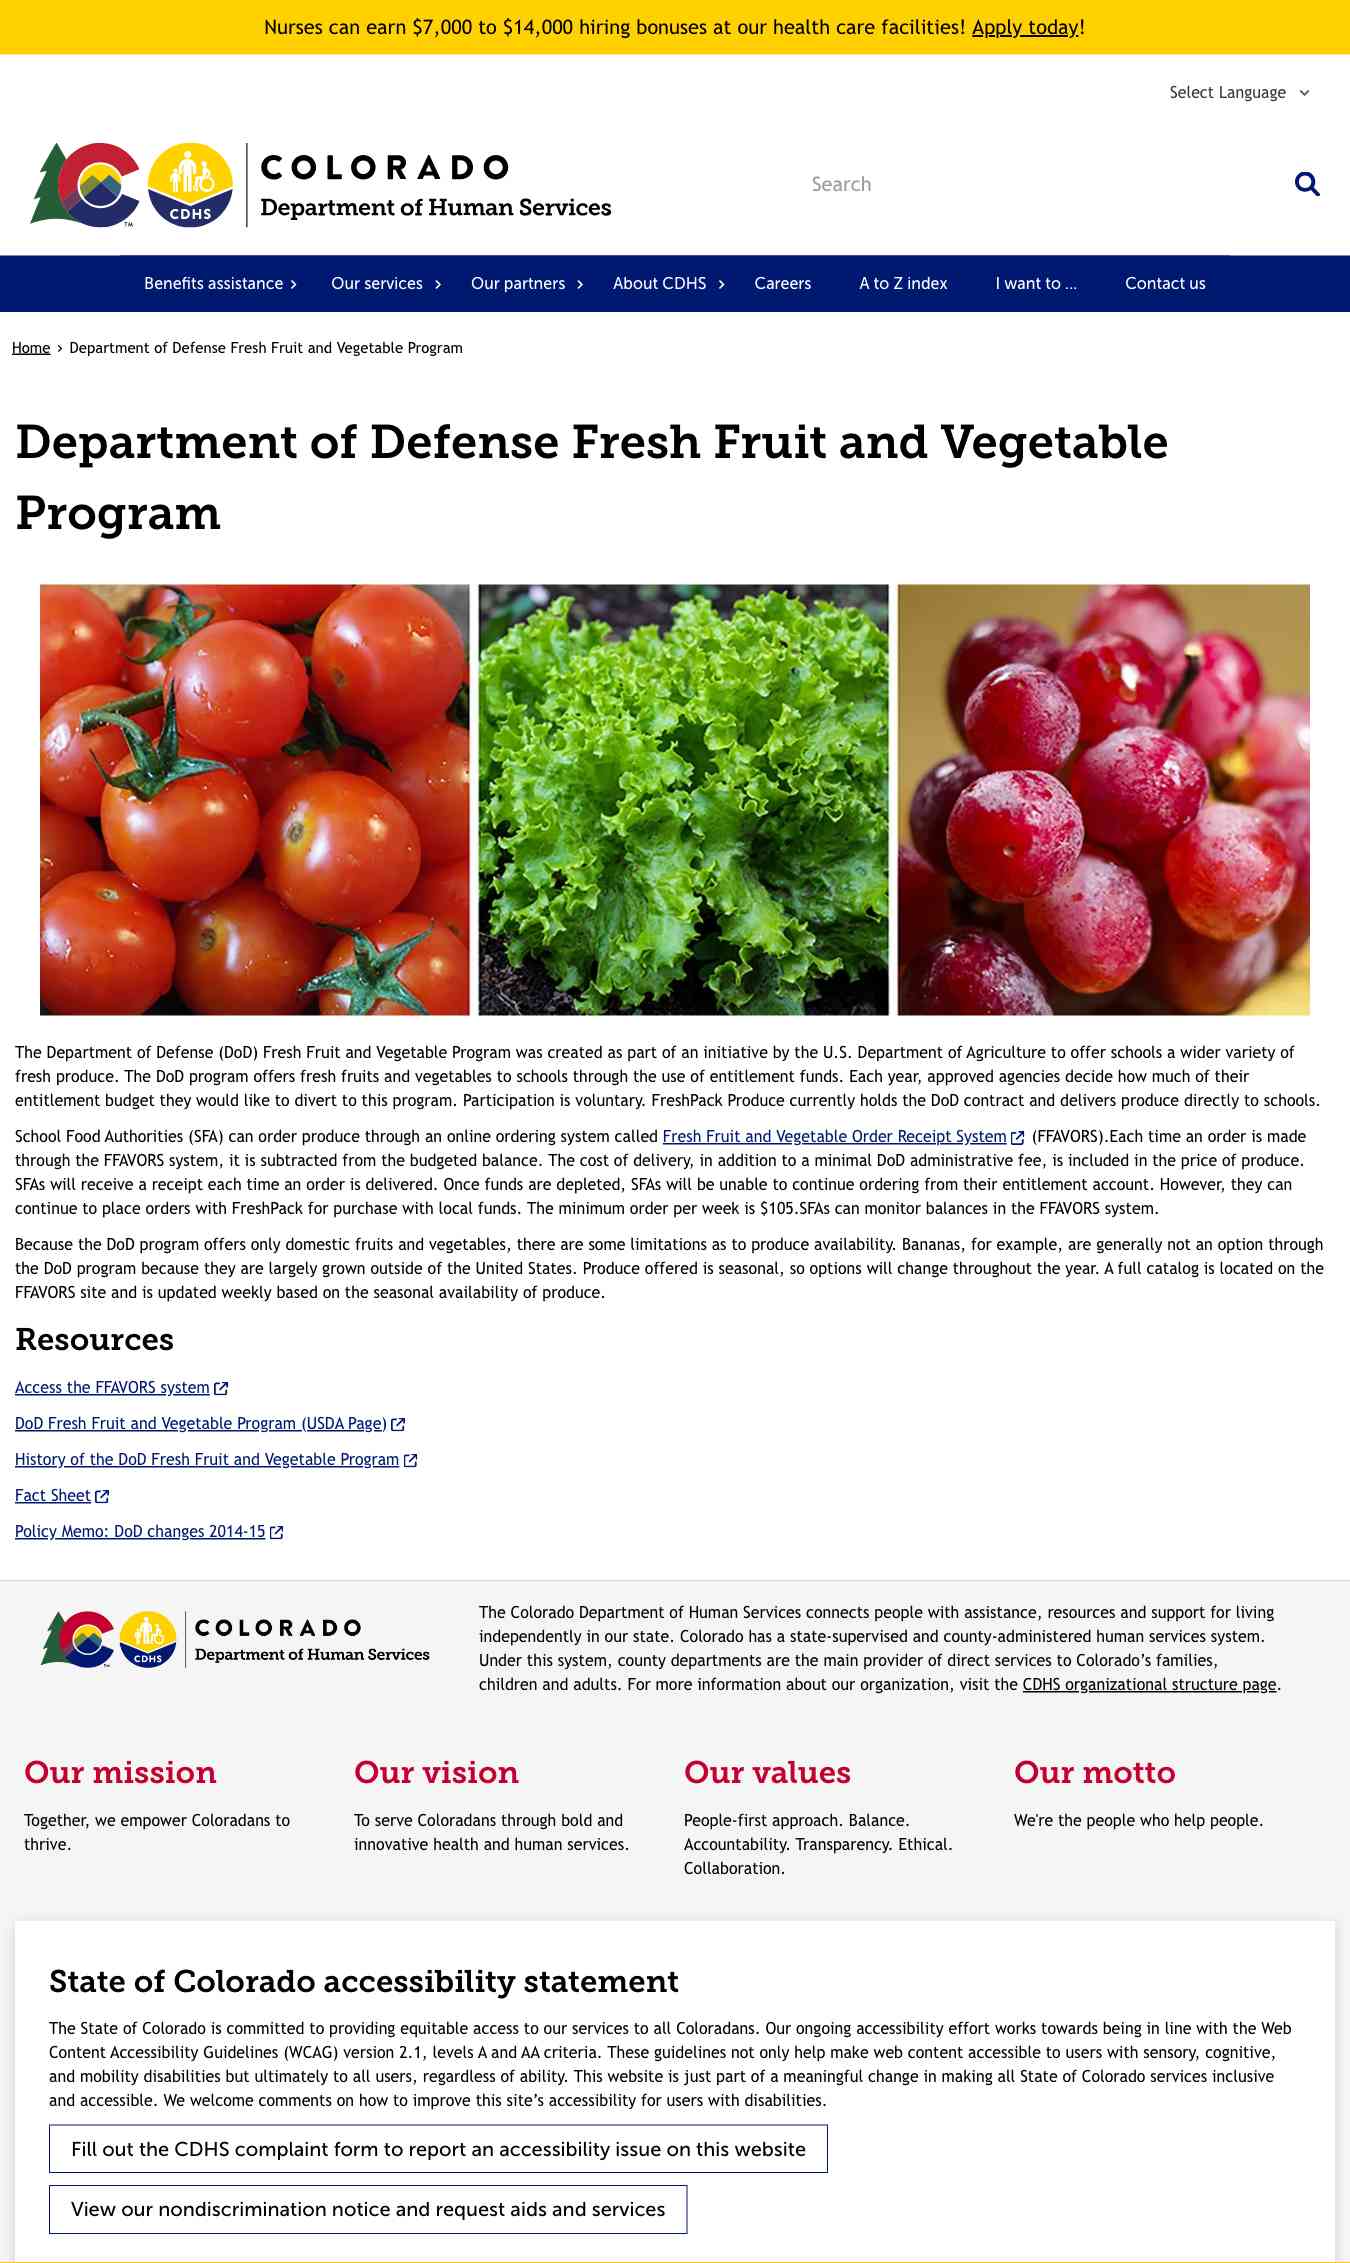 Nurses can earn $7,000 to $14,000 hiring bonuses at our health care facilities! Apply today!
Select Language
COLORADO
Department of Human Services
CDHS
TM
Search
Benefits assistance
Our services
Our partners
About CDHS
Careers
A to Z index
I want to ...
Contact us
Home › Department of Defense Fresh Fruit and Vegetable Program
Department of Defense Fresh Fruit and Vegetable
Program
The Department of Defense (DoD) Fresh Fruit and Vegetable Program was created as part of an initiative by the U.S. Department of Agriculture to offer schools a wider variety of
fresh produce. The DoD program offers fresh fruits and vegetables to schools through the use of entitlement funds. Each year, approved agencies decide how much of their
entitlement budget they would like to divert to this program. Participation is voluntary. FreshPack Produce currently holds the DoD contract and delivers produce directly to schools.
School Food Authorities (SFA) can order produce through an online ordering system called Fresh Fruit and Vegetable Order Receipt System (FFAVORS).Each time an order is made
through the FFAVORS system, it is subtracted from the budgeted balance. The cost of delivery, in addition to a minimal DoD administrative fee, is included in the price of produce.
SFAs will receive a receipt each time an order is delivered. Once funds are depleted, SFAs will be unable to continue ordering from their entitlement account. However, they can
continue to place orders with FreshPack for purchase with local funds. The minimum order per week is $105.SFAs can monitor balances in the FFAVORS system.
Because the DoD program offers only domestic fruits and vegetables, there are some limitations as to produce availability. Bananas, for example, are generally not an option through
the DoD program because they are largely grown outside of the United States. Produce offered is seasonal, so options will change throughout the year. A full catalog is located on the
FFAVORS site and is updated weekly based on the seasonal availability of produce.
Resources
Access the FFAVORS system
DoD Fresh Fruit and Vegetable Program (USDA Page)
History of the DoD Fresh Fruit and Vegetable Program
Fact Sheet
Policy Memo: DoD changes 2014-15
COLORADO
Department of Human Services
CDHS
The Colorado Department of Human Services connects people with assistance, resources and support for living
independently in our state. Colorado has a state-supervised and county-administered human services system.
Under this system, county departments are the main provider of direct services to Colorado’s families,
children and adults. For more information about our organization, visit the CDHS organizational structure page.
Our mission
Together, we empower Coloradans to
thrive.
Our vision
To serve Coloradans through bold and
innovative health and human services.
Our values
People-first approach. Balance.
Accountability. Transparency. Ethical.
Collaboration.
Our motto
We're the people who help people.
State of Colorado accessibility statement
The State of Colorado is committed to providing equitable access to our services to all Coloradans. Our ongoing accessibility effort works towards being in line with the Web
Content Accessibility Guidelines (WCAG) version 2.1, levels A and AA criteria. These guidelines not only help make web content accessible to users with sensory, cognitive,
and mobility disabilities but ultimately to all users, regardless of ability. This website is just part of a meaningful change in making all State of Colorado services inclusive
and accessible. We welcome comments on how to improve this site’s accessibility for users with disabilities.
Fill out the CDHS complaint form to report an accessibility issue on this website
View our nondiscrimination notice and request aids and services